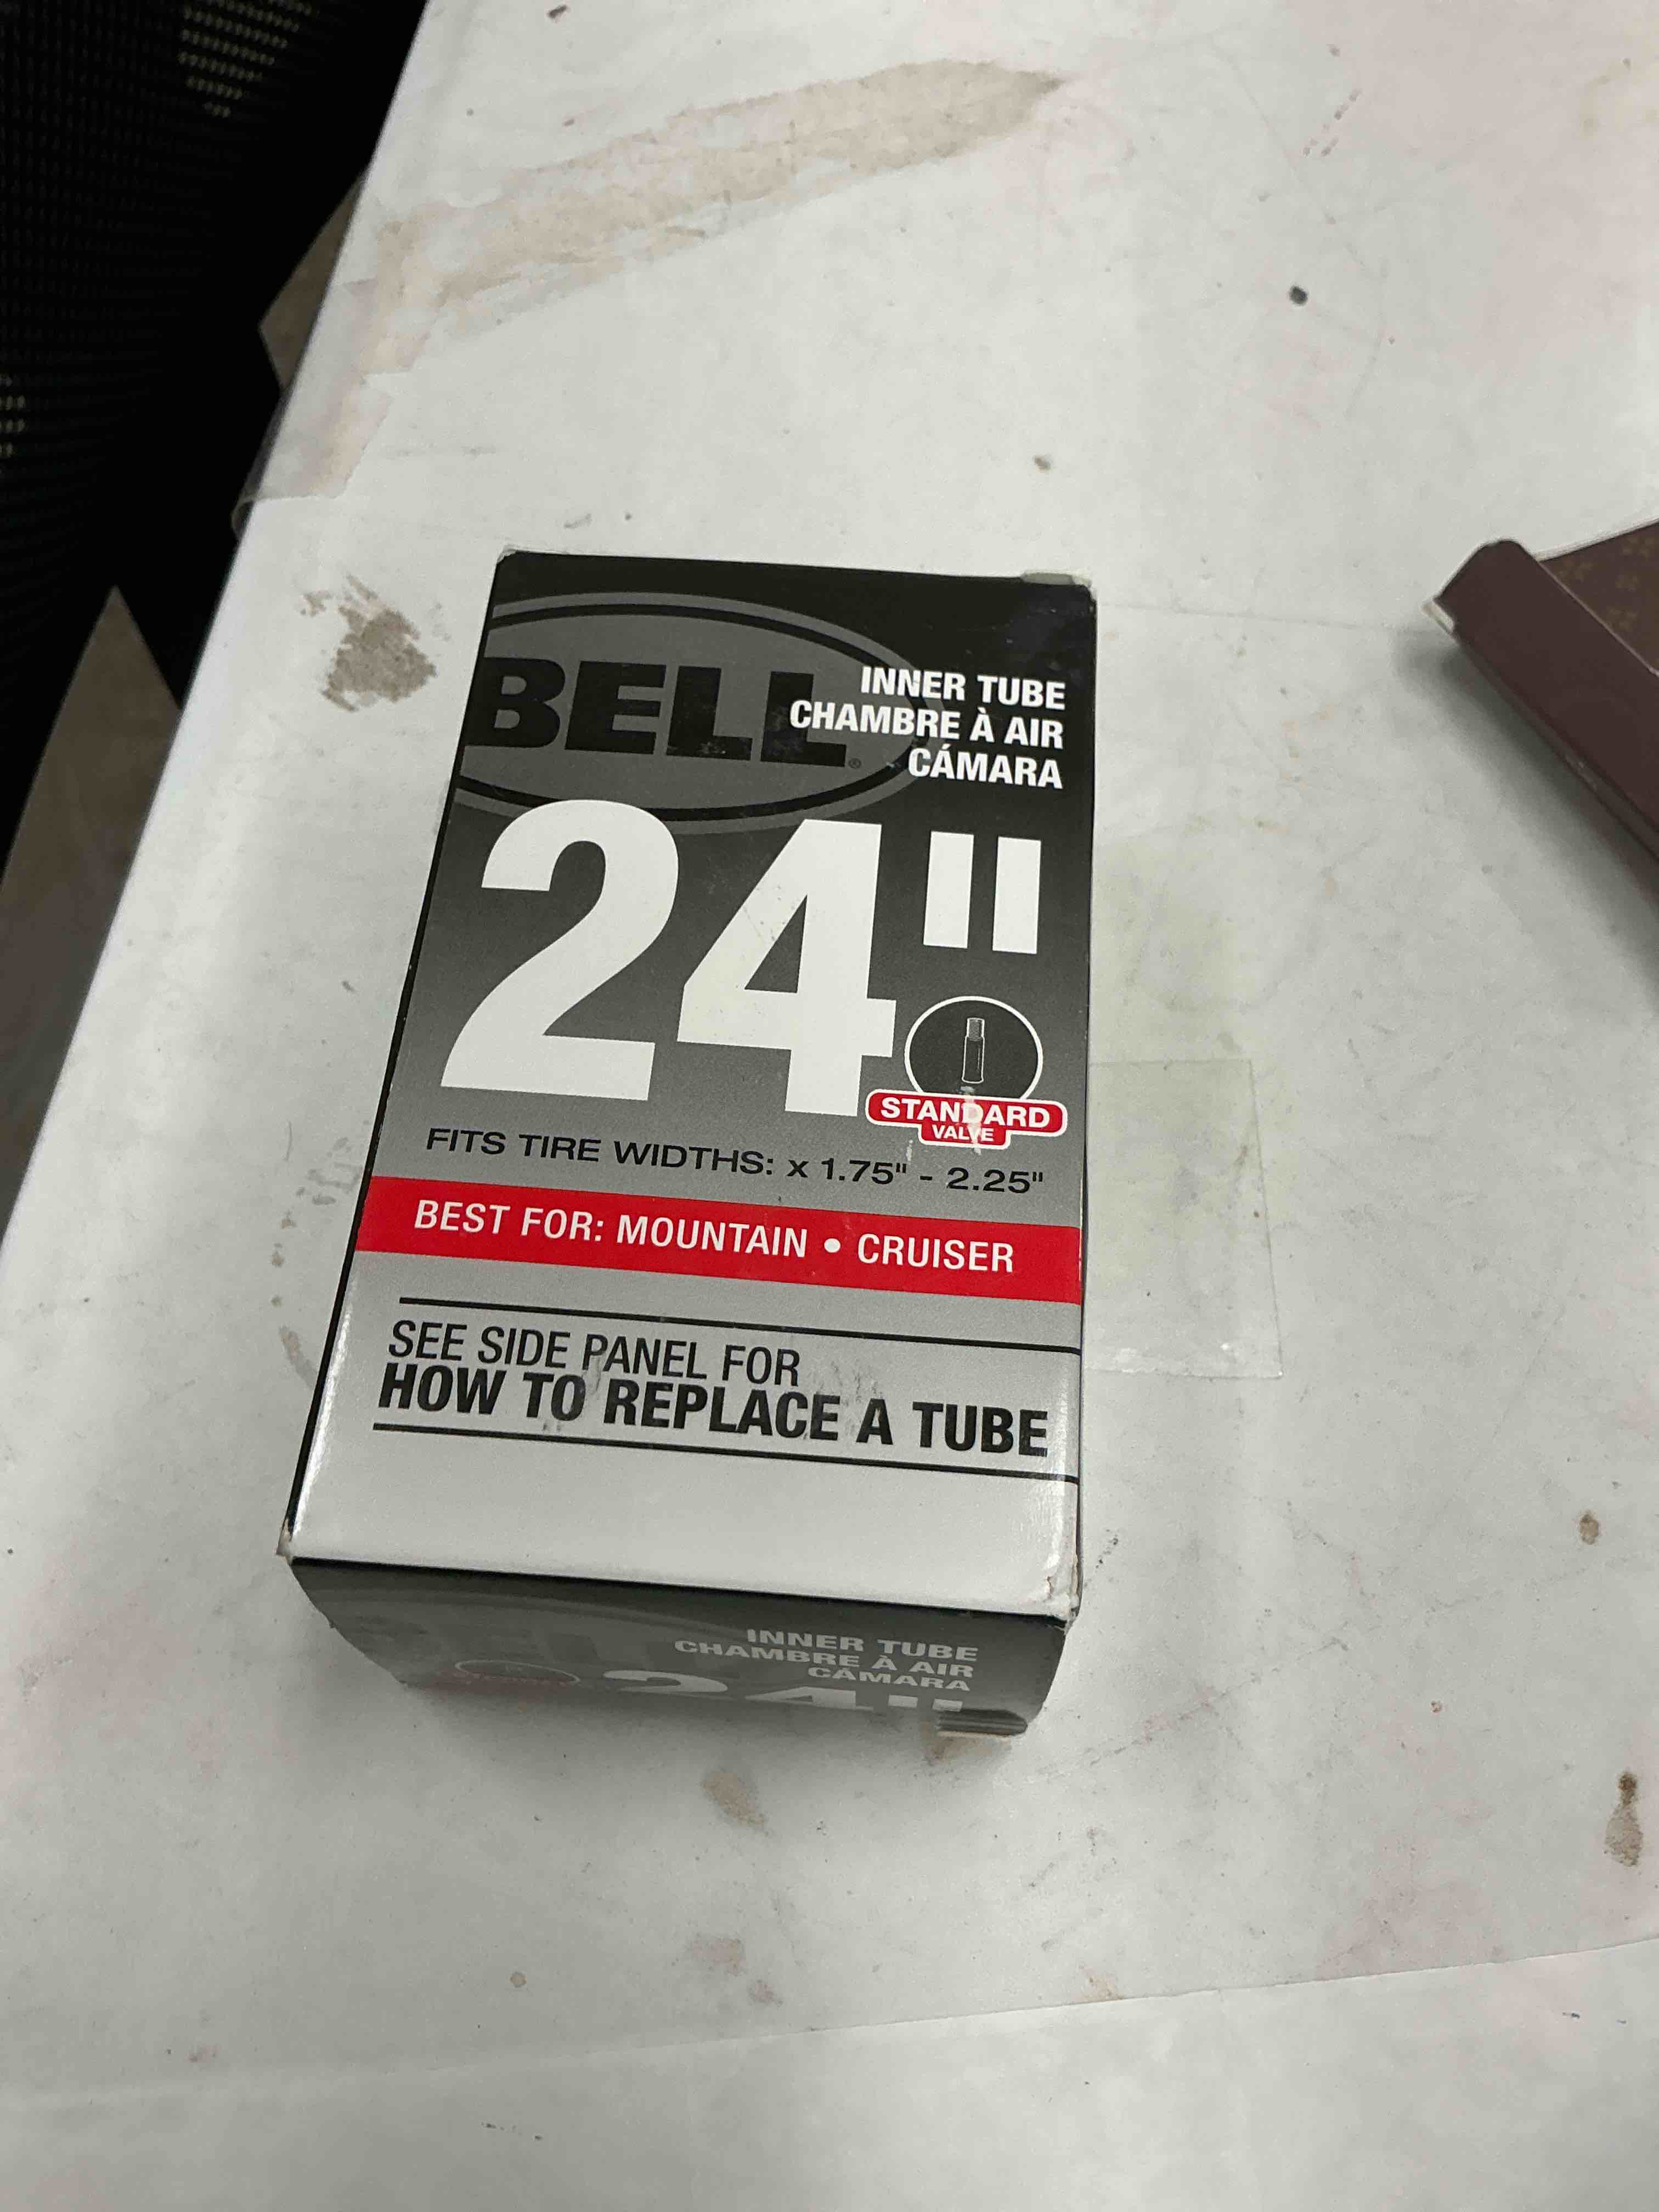 BELL®
INNER TUBE
CHAMBRE À AIR
CÁMARA
24"
STANDARD
VALVE
FITS TIRE WIDTHS: x 1.75" - 2.25"
BEST FOR: MOUNTAIN • CRUISER
SEE SIDE PANEL FOR
HOW TO REPLACE A TUBE
INNER TUBE
CHAMBRE À AIR
CÁMARA
24"